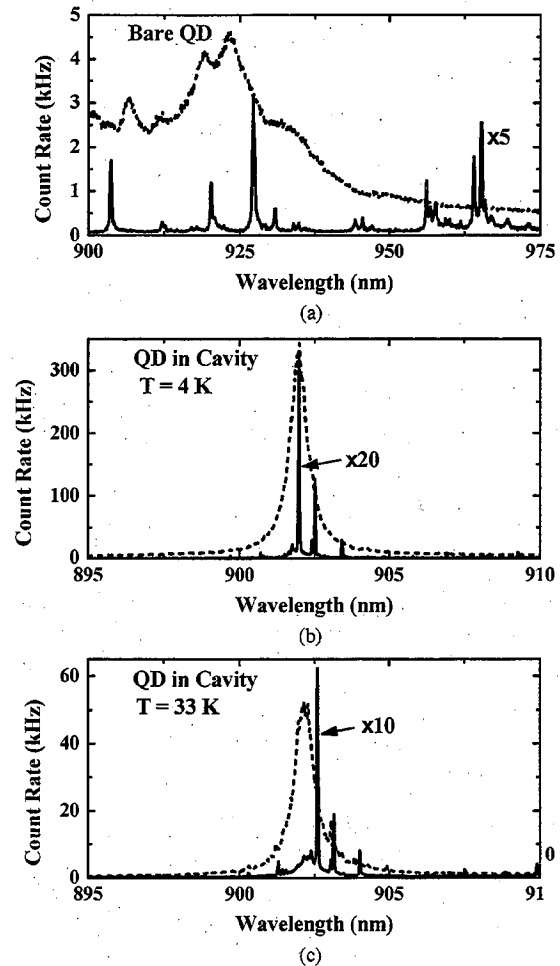 Bare QD
Count Rate (kHz)
5
4
3
2
1
0
x5
900
925
950
975
Wavelength (nm)
(a)
QD in Cavity
T = 4 K
Count Rate (kHz)
300
200
100
0
x20
895
900
905
910
Wavelength (nm)
(b)
QD in Cavity
T = 33 K
Count Rate (kHz)
60
40
20
0
x10
0
895
900
905
910
Wavelength (nm)
(c)